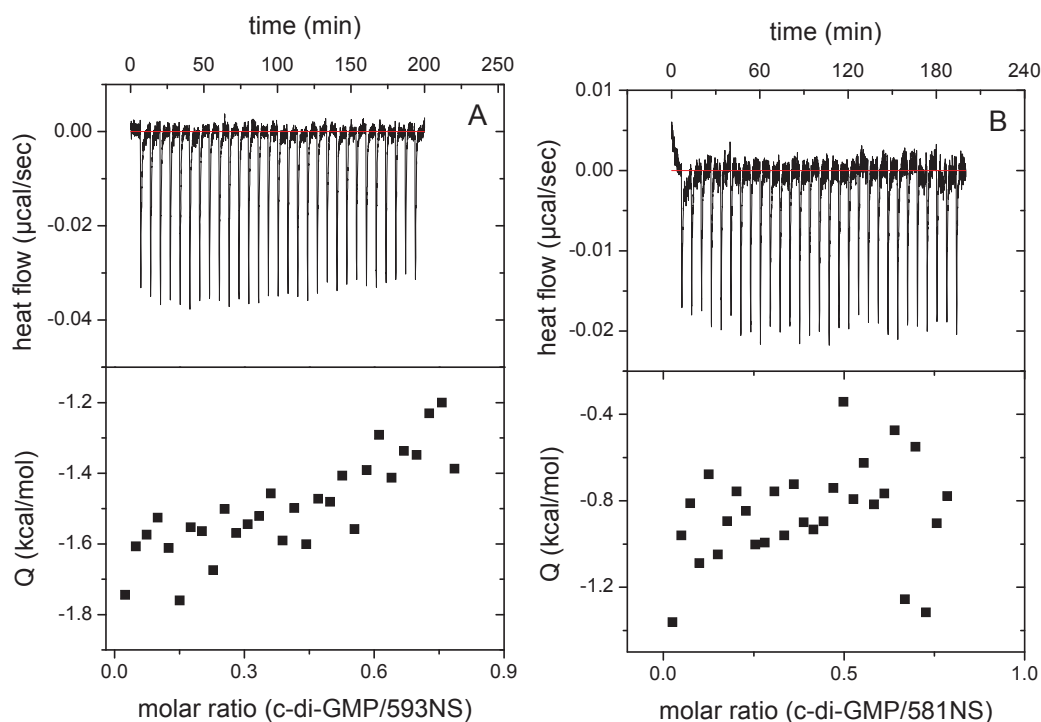 time (min)
0 50 100 150 200 250
A
0.00
-0.02
-0.04
heat flow (µcal/sec)
-1.2
-1.4
-1.6
-1.8
Q (kcal/mol)
0.0 0.3 0.6 0.9
molar ratio (c-di-GMP/593NS)
time (min)
0 60 120 180 240
B
0.01
0.00
-0.01
-0.02
heat flow (µcal/sec)
-0.4
-0.8
-1.2
Q (kcal/mol)
0.0 0.5 1.0
molar ratio (c-di-GMP/581NS)